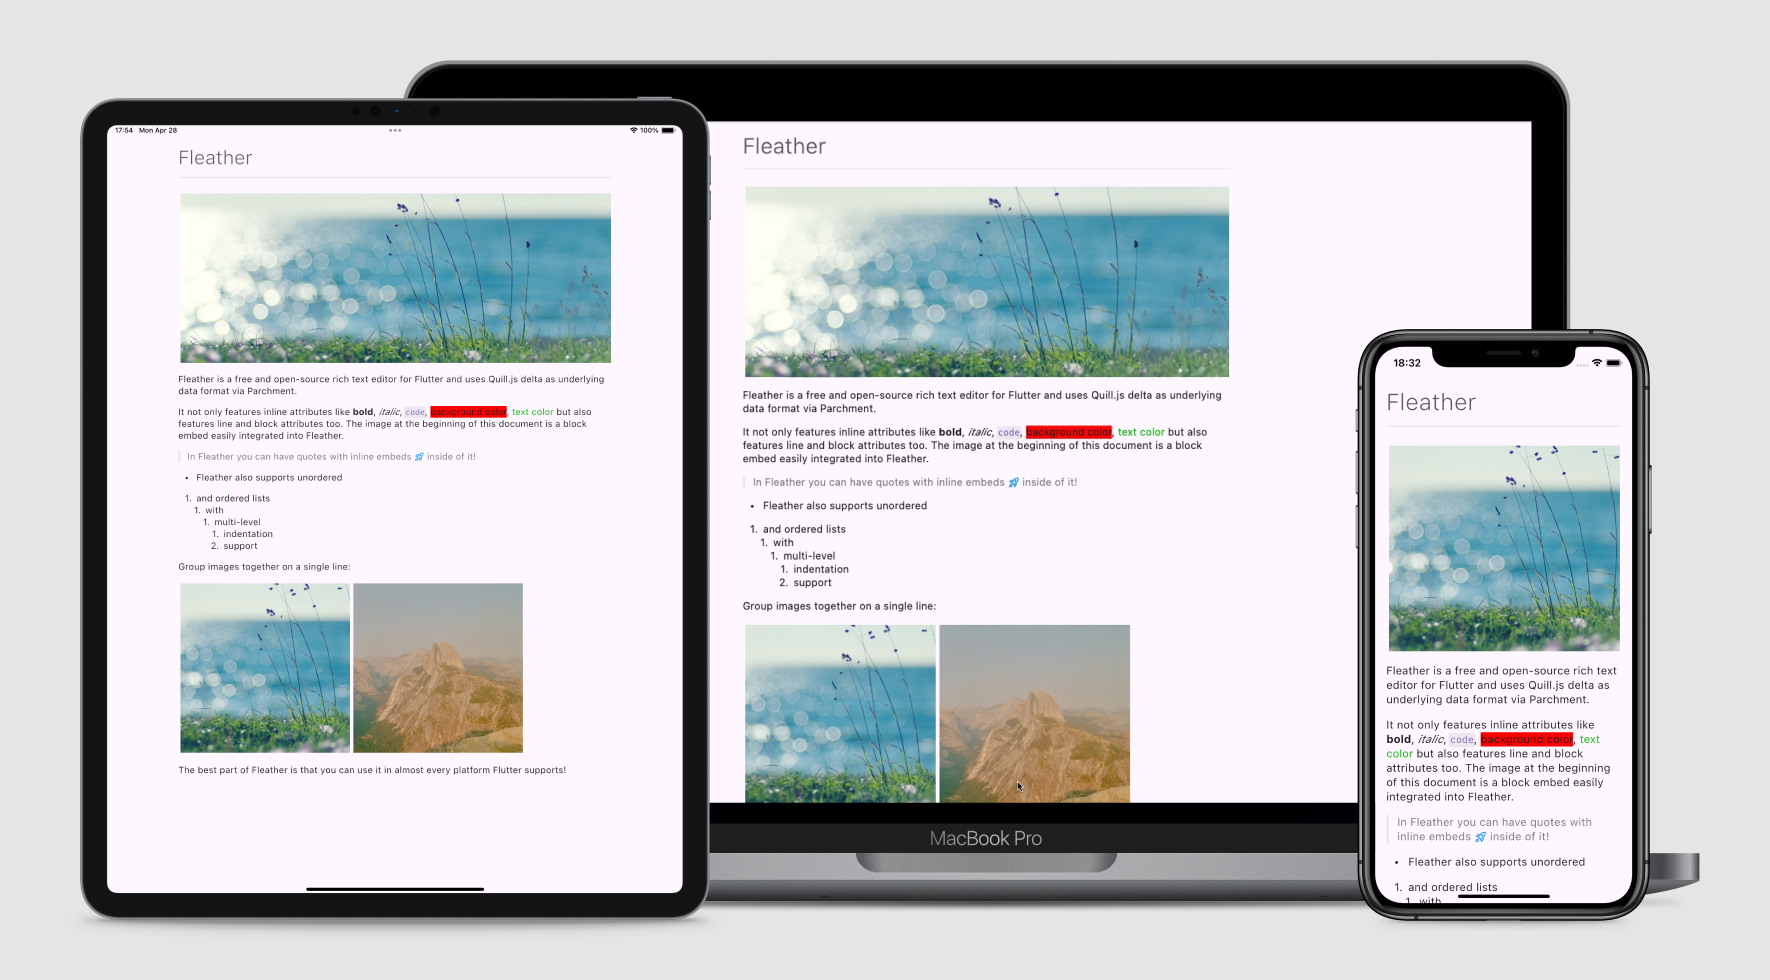 17:54 Mon Apr 28
100%
Fleather
Fleather is a free and open-source rich text editor for Flutter and uses Quill.js delta as underlying
data format via Parchment.
It not only features inline attributes like bold, italic, code, background color, text color but also
features line and block attributes too. The image at the beginning of this document is a block
embed easily integrated into Fleather.
In Fleather you can have quotes with inline embeds 🚀 inside of it!
• Fleather also supports unordered
1. and ordered lists
1. with
1. multi-level
1. indentation
2. support
Group images together on a single line:
The best part of Fleather is that you can use it in almost every platform Flutter supports!
Fleather
Fleather is a free and open-source rich text editor for Flutter and uses Quill.js delta as underlying
data format via Parchment.
It not only features inline attributes like bold, italic, code, background color, text color but also
features line and block attributes too. The image at the beginning of this document is a block
embed easily integrated into Fleather.
In Fleather you can have quotes with inline embeds 🚀 inside of it!
• Fleather also supports unordered
1. and ordered lists
1. with
1. multi-level
1. indentation
2. support
Group images together on a single line:
MacBook Pro
18:32
Fleather
Fleather is a free and open-source rich text
editor for Flutter and uses Quill.js delta as
underlying data format via Parchment.
It not only features inline attributes like
bold, italic, code, background color, text
color but also features line and block
attributes too. The image at the beginning
of this document is a block embed easily
integrated into Fleather.
In Fleather you can have quotes with
inline embeds 🚀 inside of it!
• Fleather also supports unordered
1. and ordered lists
1. with